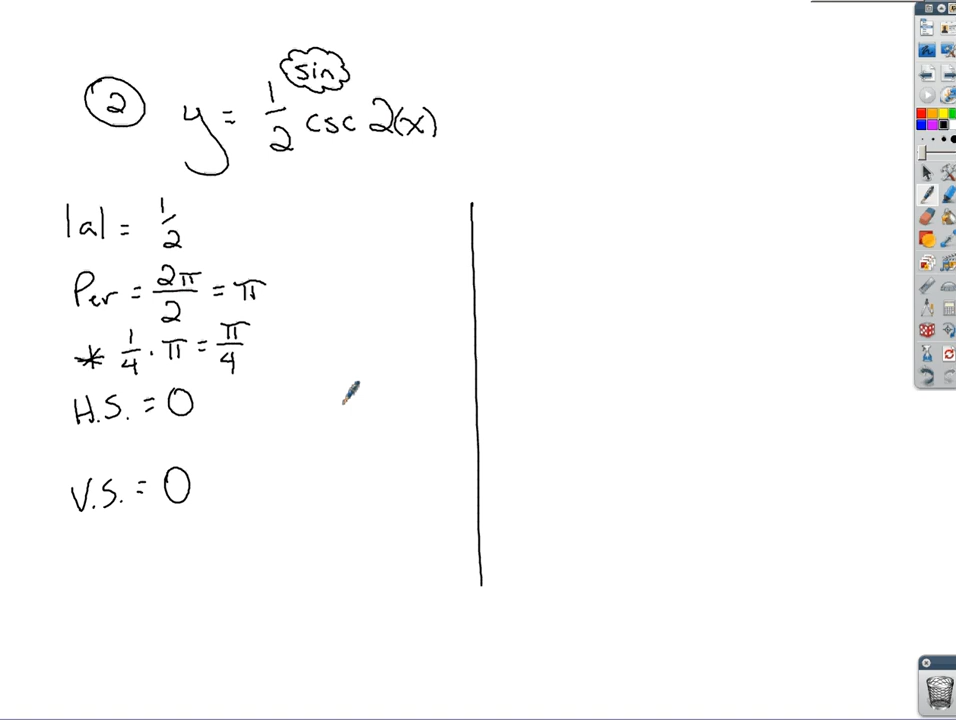 ② y = 1/2 csc 2(x)
sin
|a| = 1/2
Per = 2π/2 = π
* 1/4 · π = π/4
H.S. = 0
V.S. = 0